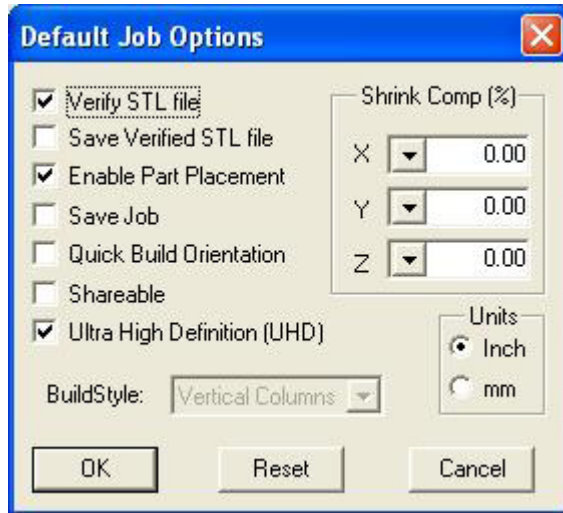 Default Job Options
Verify STL file
Save Verified STL file
Enable Part Placement
Save Job
Quick Build Orientation
Shareable
Ultra High Definition (UHD)
Shrink Comp (%)
X 0.00
Y 0.00
Z 0.00
Units
Inch
mm
BuildStyle: Vertical Columns
OK Reset Cancel